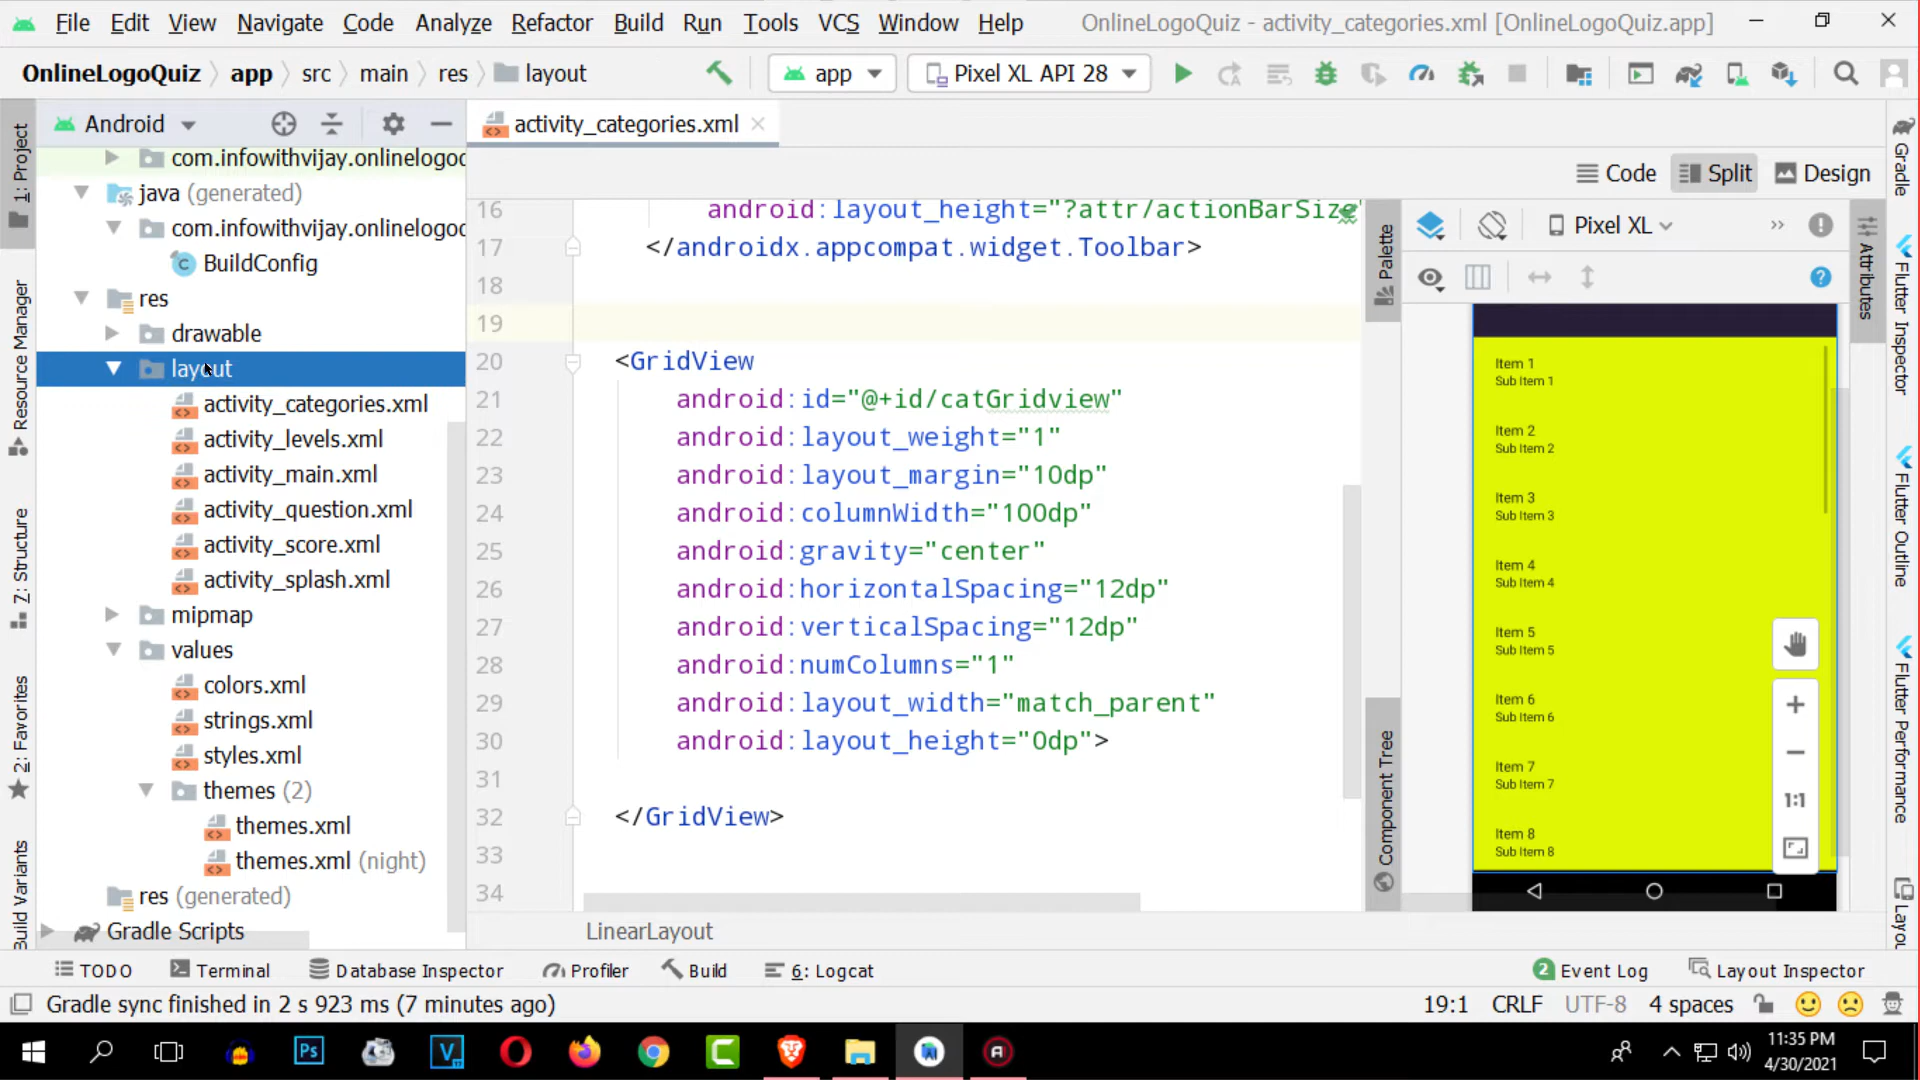 File Edit View Navigate Code Analyze Refactor Build Run Tools VCS Window Help OnlineLogoQuiz - activity_categories.xml [OnlineLogoQuiz.app]
OnlineLogoQuiz app src main res layout app Pixel XL API 28
Android activity_categories.xml
Code Split Design
com.infowithvijay.onlinelogoc
java (generated)
com.infowithvijay.onlinelogoc
BuildConfig
res
drawable
layout
activity_categories.xml
activity_levels.xml
activity_main.xml
activity_question.xml
activity_score.xml
activity_splash.xml
mipmap
values
colors.xml
strings.xml
styles.xml
themes (2)
themes.xml
themes.xml (night)
res (generated)
Gradle Scripts
1: Project
Resource Manager
Z: Structure
2: Favorites
Build Variants
16 android:layout_height="?attr/actionBarSize"
17 </androidx.appcompat.widget.Toolbar>
18
19
20 <GridView
21 android:id="@+id/catGridview"
22 android:layout_weight="1"
23 android:layout_margin="10dp"
24 android:columnWidth="100dp"
25 android:gravity="center"
26 android:horizontalSpacing="12dp"
27 android:verticalSpacing="12dp"
28 android:numColumns="1"
29 android:layout_width="match_parent"
30 android:layout_height="0dp">
31
32 </GridView>
33
34
LinearLayout
Palette
Component Tree
Pixel XL
Item 1
Sub Item 1
Item 2
Sub Item 2
Item 3
Sub Item 3
Item 4
Sub Item 4
Item 5
Sub Item 5
Item 6
Sub Item 6
Item 7
Sub Item 7
Item 8
Sub Item 8
1:1
Attributes
Gradle
Flutter Inspector
Flutter Outline
Flutter Performance
Layou
TODO Terminal Database Inspector Profiler Build 6: Logcat 2 Event Log Layout Inspector
Gradle sync finished in 2 s 923 ms (7 minutes ago) 19:1 CRLF UTF-8 4 spaces
Ps
11:35 PM
4/30/2021